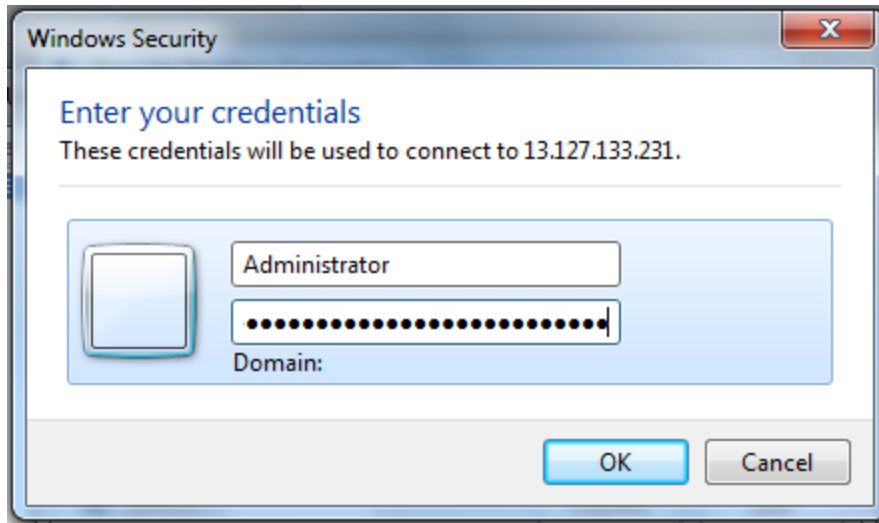 Windows Security
Enter your credentials
These credentials will be used to connect to 13.127.133.231.
Administrator
●●●●●●●●●●●●●●●●●●●●●●●●●●
Domain:
OK
Cancel